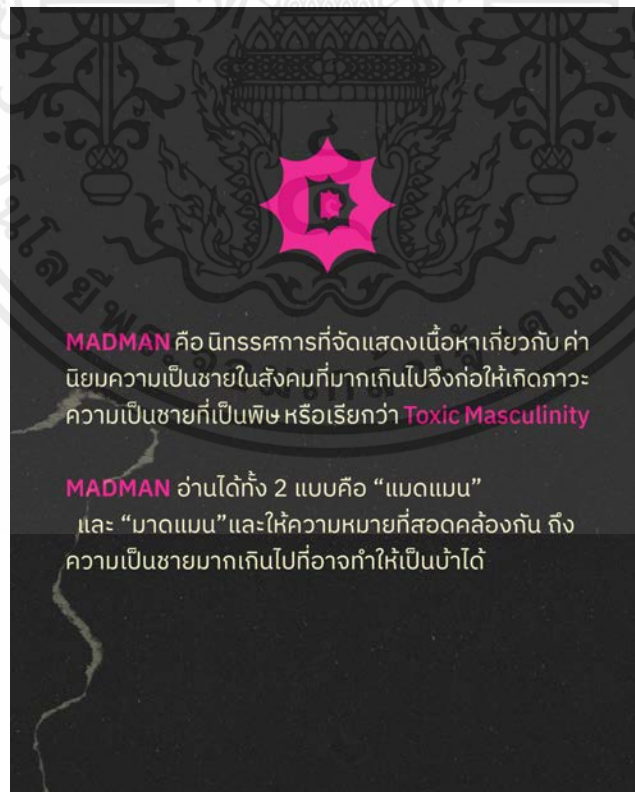 MADMAN คือ นิทรรศการที่จัดแสดงเนื้อหาเกี่ยวกับ ค่า
นิยมความเป็นชายในสังคมที่มากเกินไปจึงก่อให้เกิดภาวะ
ความเป็นชายที่เป็นพิษ หรือเรียกว่า Toxic Masculinity
MADMAN อ่านได้ทั้ง 2 แบบคือ “แมดแมน”
และ “มาดแมน”และให้ความหมายที่สอดคล้องกัน ถึง
ความเป็นชายมากเกินไปที่อาจทำให้เป็นบ้าได้